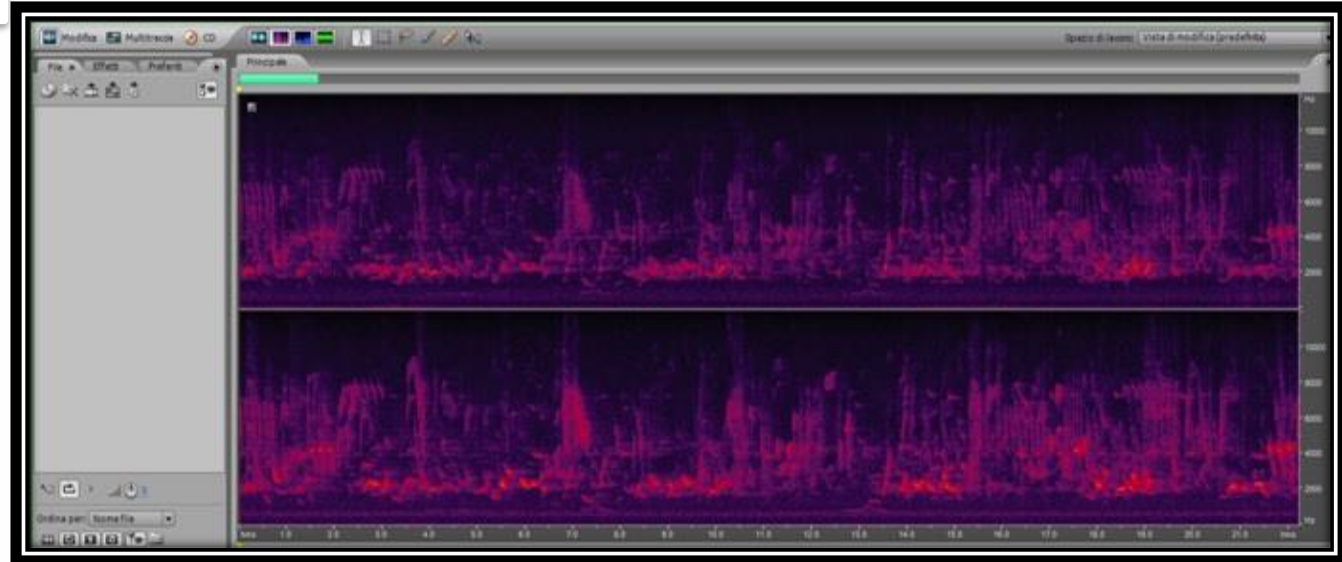 Modifica Multitraccia CD
Spazio di lavoro: Vista di modifica (predefinita)
File Effetti Preferiti
Principale
Hz
10000
8000
6000
4000
2000
10000
8000
6000
4000
2000
Hz
Ordina per: Nome file
hms 1.0 2.0 3.0 4.0 5.0 6.0 7.0 8.0 9.0 10.0 11.0 12.0 13.0 14.0 15.0 16.0 17.0 18.0 19.0 20.0 21.0 hms